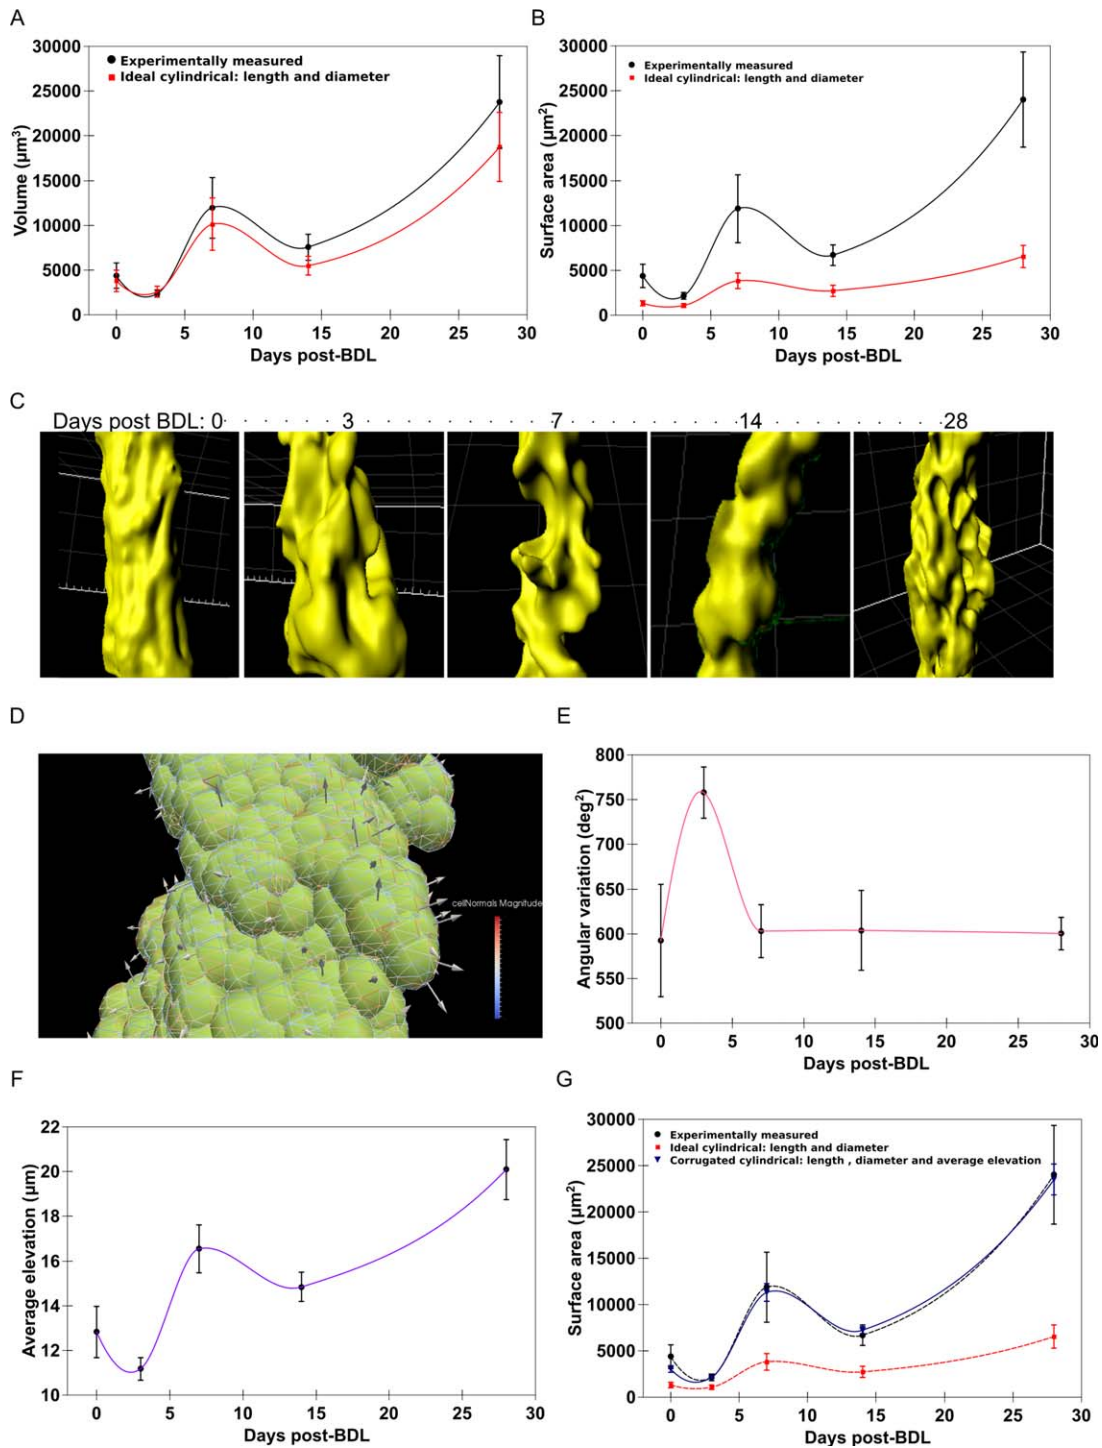 A
30000
25000
20000
15000
10000
5000
0
Volume (µm³)
Experimentally measured
Ideal cylindrical: length and diameter
0 5 10 15 20 25 30
Days post-BDL
B
30000
25000
20000
15000
10000
5000
0
Surface area (µm²)
Experimentally measured
Ideal cylindrical: length and diameter
0 5 10 15 20 25 30
Days post-BDL
C
Days post BDL: 0 3 7 14 28
D
cellNormals Magnitude
E
800
750
700
650
600
550
500
Angular variation (deg²)
0 5 10 15 20 25 30
Days post-BDL
F
22
20
18
16
14
12
10
Average elevation (µm)
0 5 10 15 20 25 30
Days post-BDL
G
30000
25000
20000
15000
10000
5000
0
Surface area (µm²)
Experimentally measured
Ideal cylindrical: length and diameter
Corrugated cylindrical: length , diameter and average elevation
0 5 10 15 20 25 30
Days post-BDL